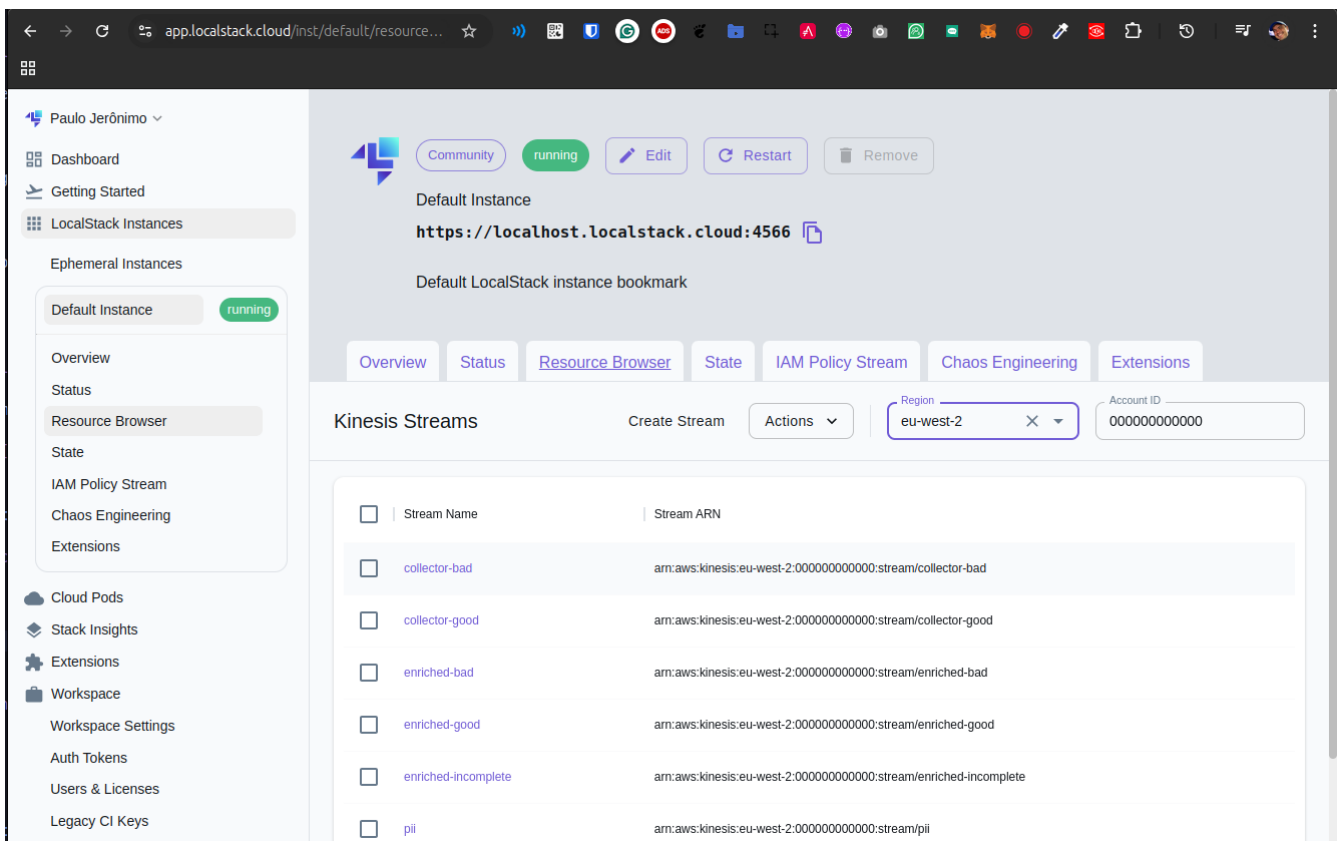 app.localstack.cloud/inst/default/resource...
Paulo Jerônimo
Dashboard
Getting Started
LocalStack Instances
Ephemeral Instances
Default Instance running
Overview
Status
Resource Browser
State
IAM Policy Stream
Chaos Engineering
Extensions
Cloud Pods
Stack Insights
Extensions
Workspace
Workspace Settings
Auth Tokens
Users & Licenses
Legacy CI Keys
Community running Edit Restart Remove
Default Instance
https://localhost.localstack.cloud:4566
Default LocalStack instance bookmark
Overview Status Resource Browser State IAM Policy Stream Chaos Engineering Extensions
Kinesis Streams Create Stream Actions Region eu-west-2 Account ID 000000000000
Stream Name Stream ARN
collector-bad arn:aws:kinesis:eu-west-2:000000000000:stream/collector-bad
collector-good arn:aws:kinesis:eu-west-2:000000000000:stream/collector-good
enriched-bad arn:aws:kinesis:eu-west-2:000000000000:stream/enriched-bad
enriched-good arn:aws:kinesis:eu-west-2:000000000000:stream/enriched-good
enriched-incomplete arn:aws:kinesis:eu-west-2:000000000000:stream/enriched-incomplete
pii arn:aws:kinesis:eu-west-2:000000000000:stream/pii